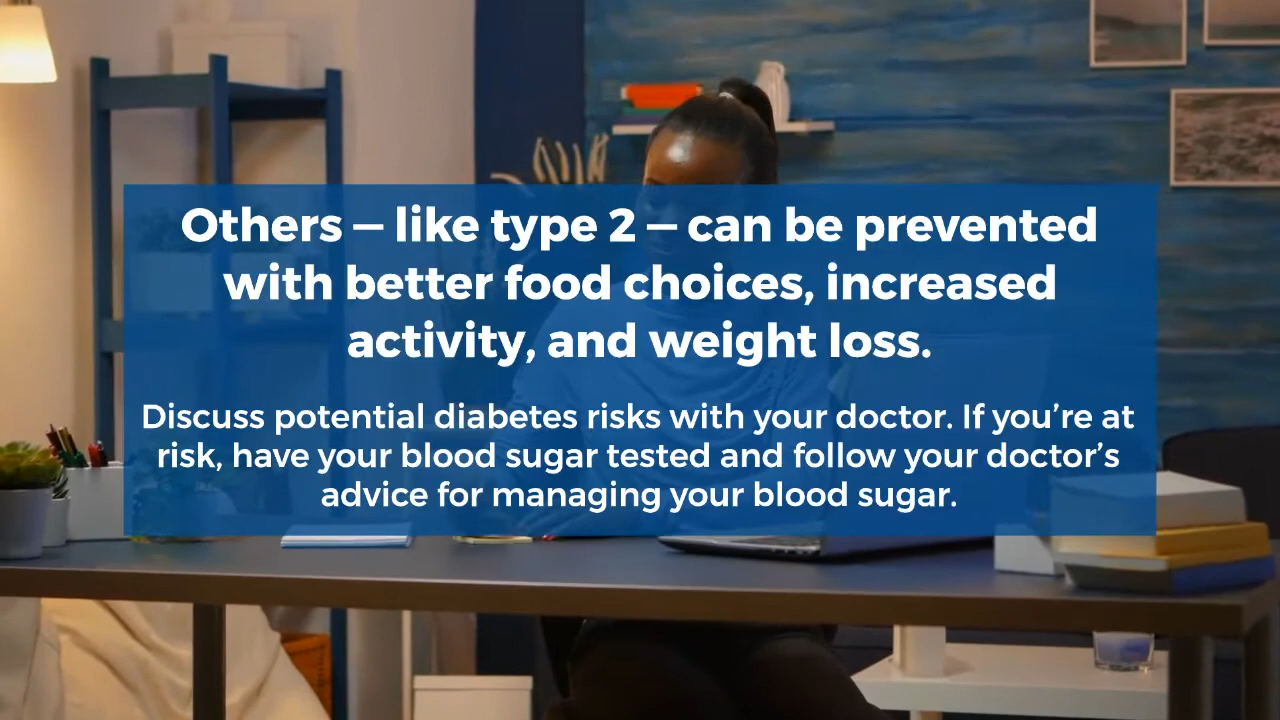 Others — like type 2 — can be prevented
with better food choices, increased
activity, and weight loss.
Discuss potential diabetes risks with your doctor. If you’re at
risk, have your blood sugar tested and follow your doctor’s
advice for managing your blood sugar.